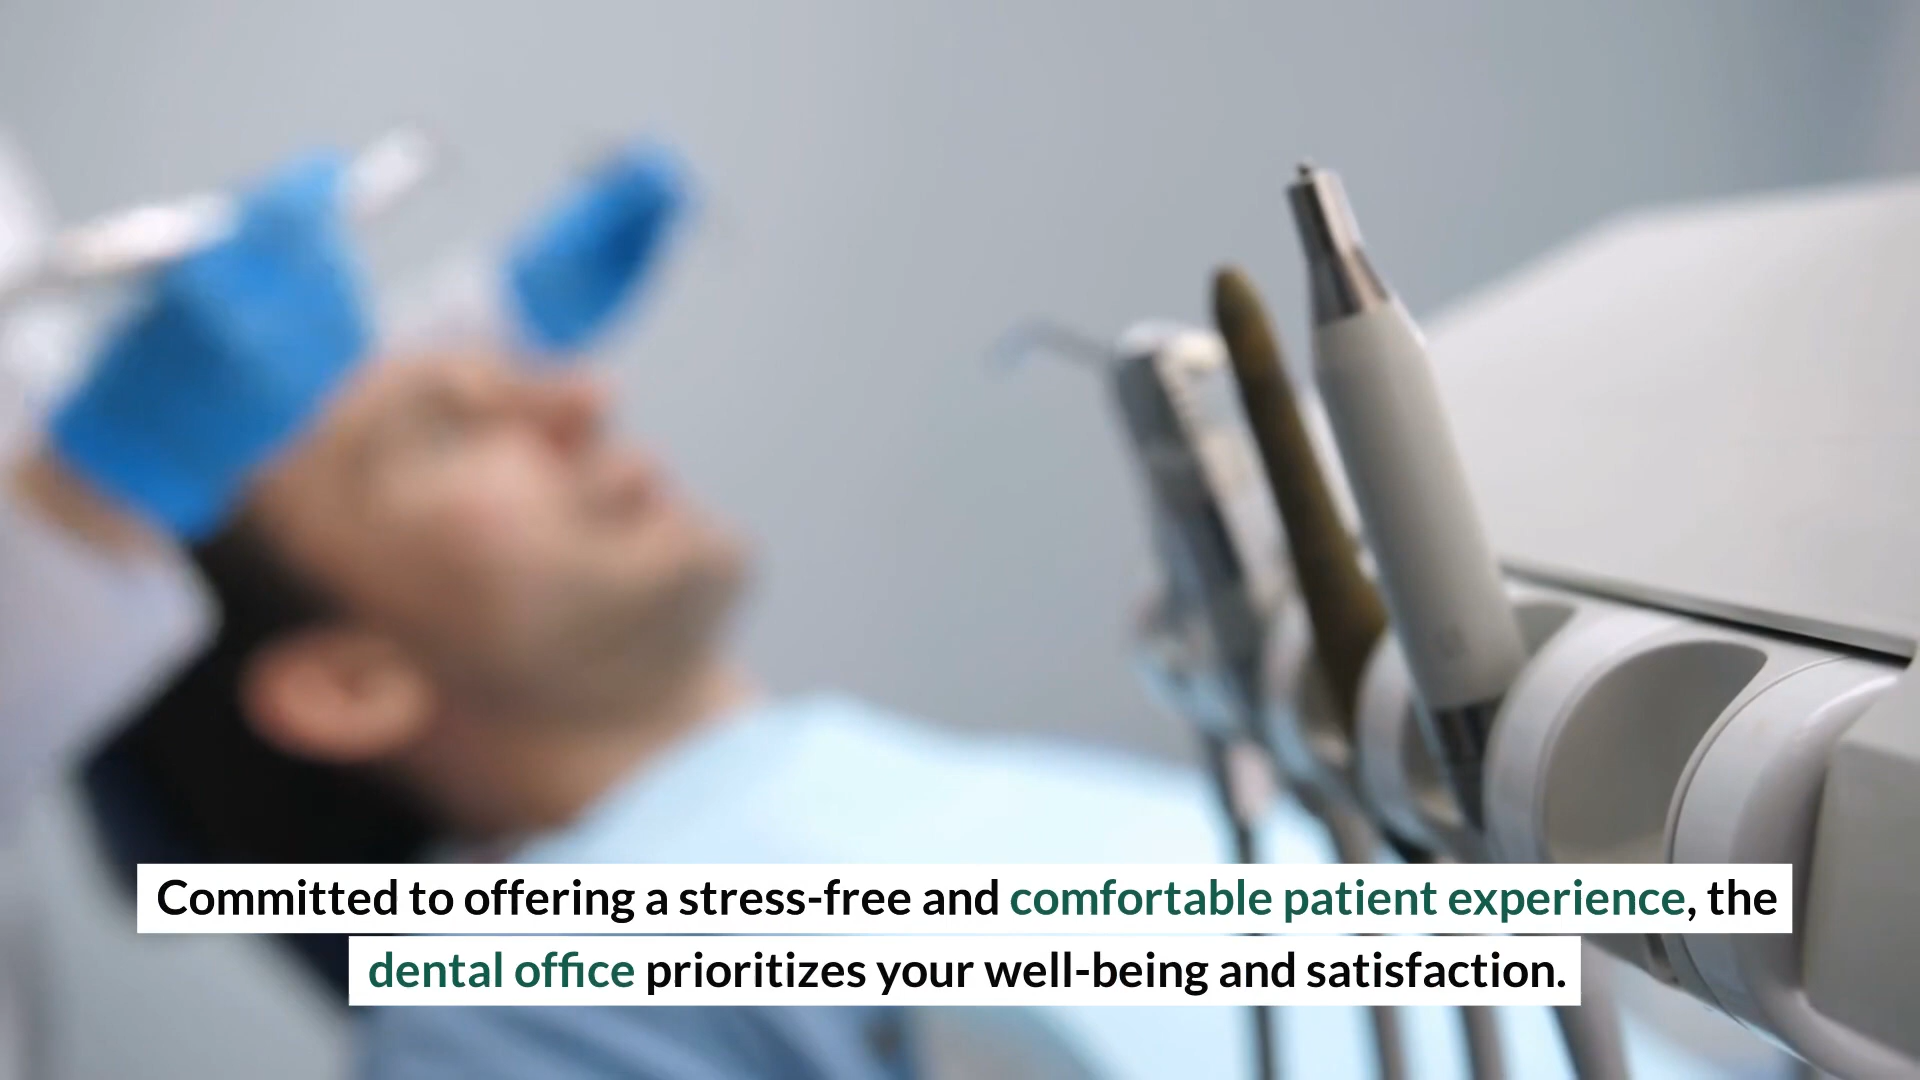 Committed to offering a stress-free and comfortable patient experience, the
dental office prioritizes your well-being and satisfaction.